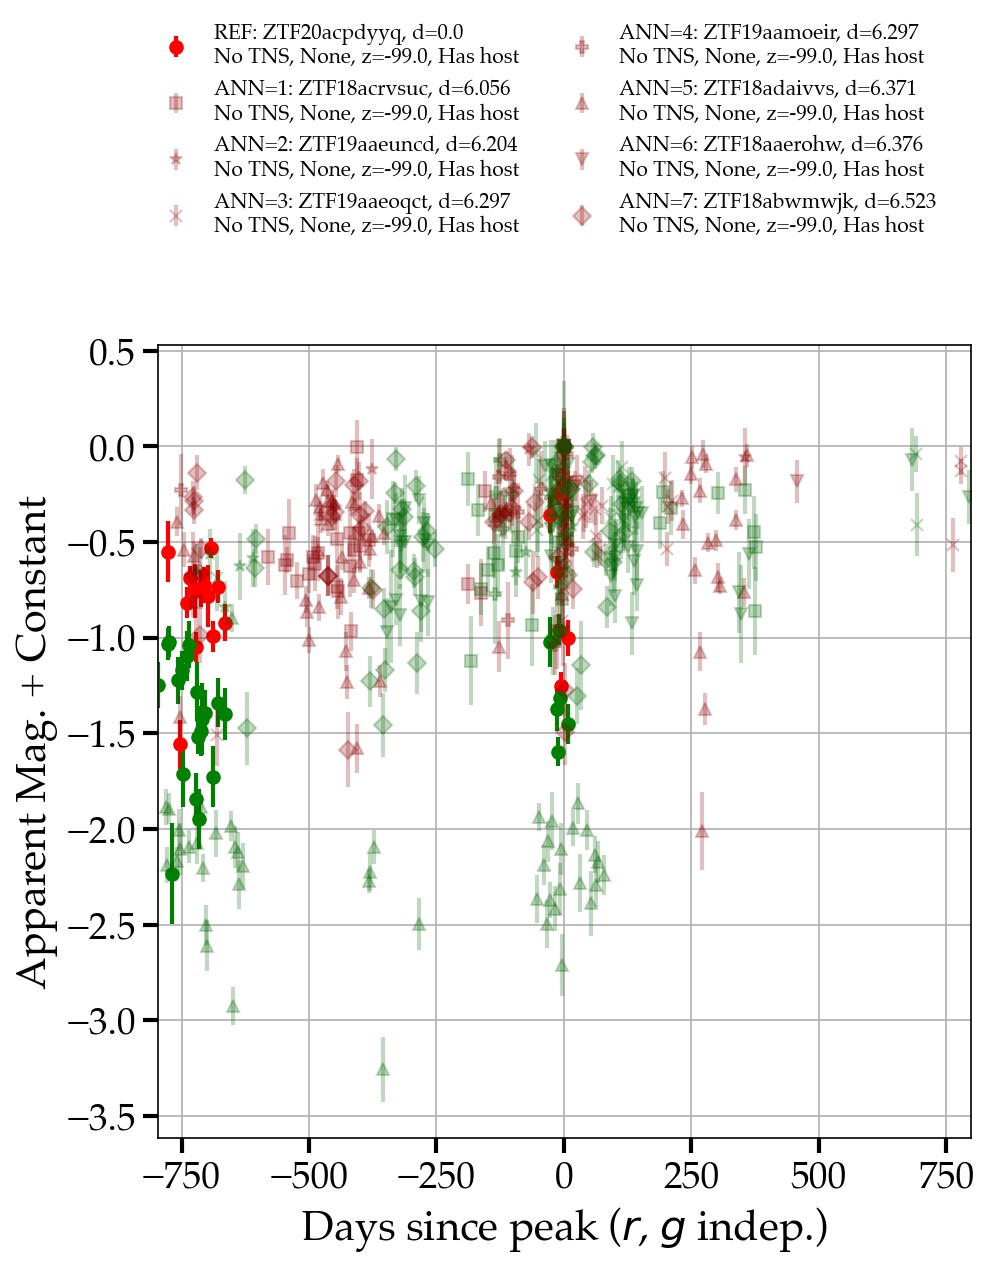 REF: ZTF20acpdyyq, d=0.0
No TNS, None, z=-99.0, Has host
ANN=1: ZTF18acrvsuc, d=6.056
No TNS, None, z=-99.0, Has host
ANN=2: ZTF19aaeuncd, d=6.204
No TNS, None, z=-99.0, Has host
ANN=3: ZTF19aaeoqct, d=6.297
No TNS, None, z=-99.0, Has host
ANN=4: ZTF19aamoeir, d=6.297
No TNS, None, z=-99.0, Has host
ANN=5: ZTF18adaivvs, d=6.371
No TNS, None, z=-99.0, Has host
ANN=6: ZTF18aaerohw, d=6.376
No TNS, None, z=-99.0, Has host
ANN=7: ZTF18abwmwjk, d=6.523
No TNS, None, z=-99.0, Has host
Apparent Mag. + Constant
0.5
0.0
−0.5
−1.0
−1.5
−2.0
−2.5
−3.0
−3.5
−750 −500 −250 0 250 500 750
Days since peak (r, g indep.)